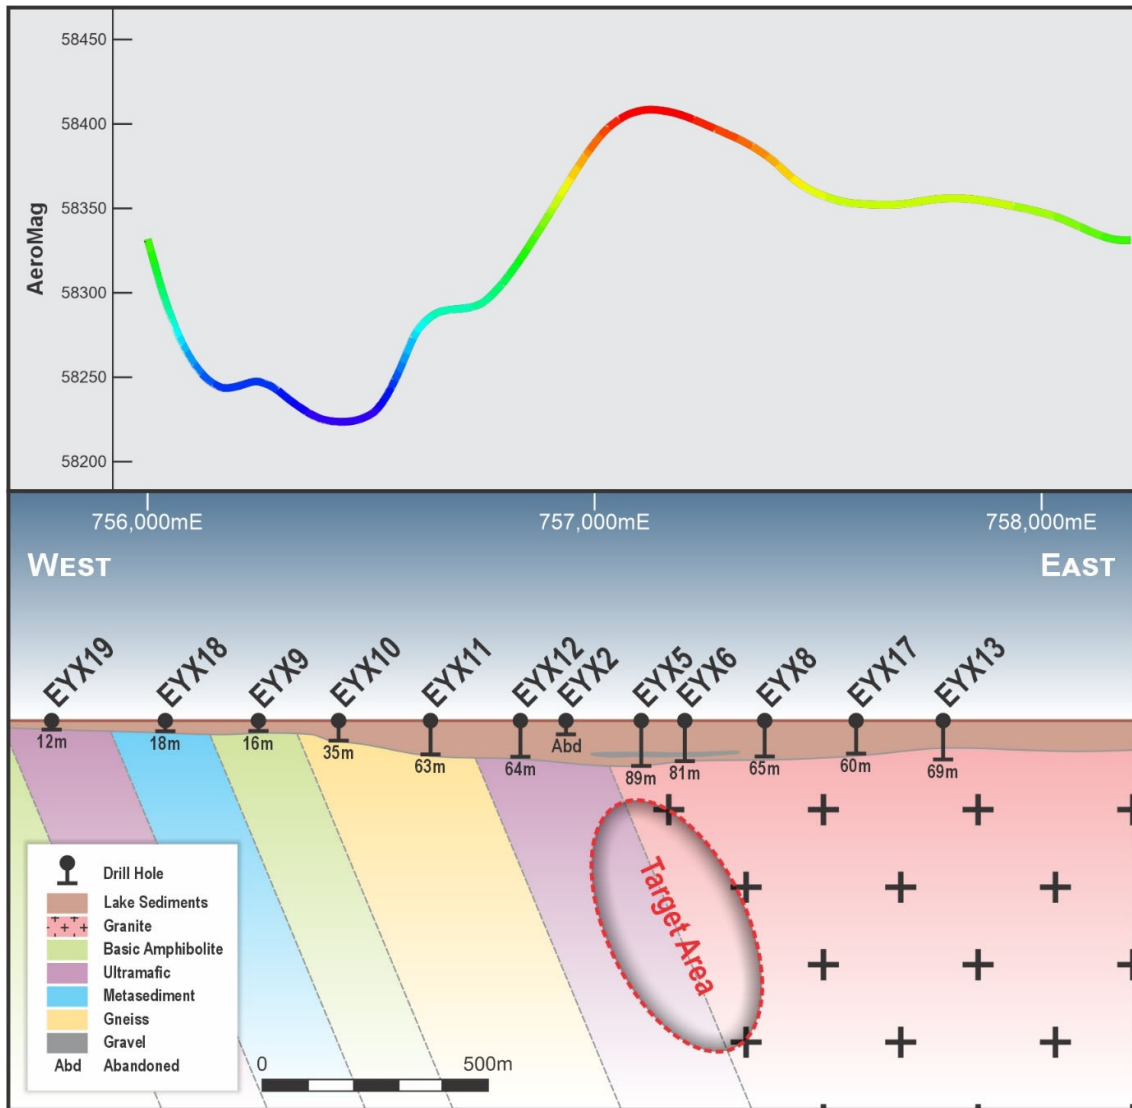 58450
58400
58350
58300
58250
58200
AeroMag
756,000mE
757,000mE
758,000mE
WEST
EAST
EYX19
EYX18
EYX9
EYX10
EYX11
EYX12
EYX2
EYX5
EYX6
EYX8
EYX17
EYX13
12m
18m
16m
35m
63m
64m
Abd
89m
81m
65m
60m
69m
Target Area
Drill Hole
Lake Sediments
Granite
Basic Amphibolite
Ultramafic
Metasediment
Gneiss
Gravel
Abd Abandoned
0 500m